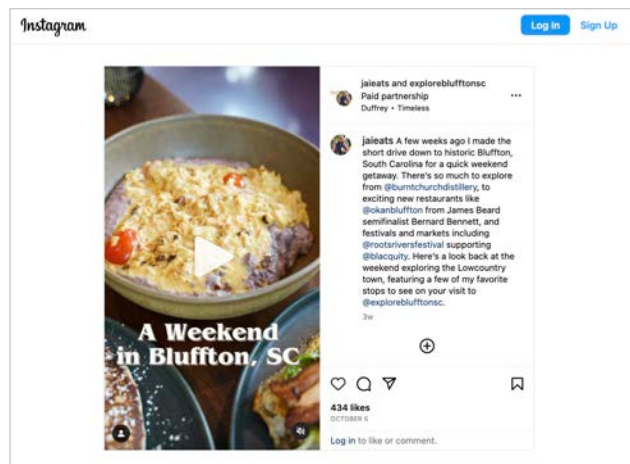 Instagram
Log In
Sign Up
jaieats and exploreblufftonsc
Paid partnership
Duffrey • Timeless
jaieats A few weeks ago I made the
short drive down to historic Bluffton,
South Carolina for a quick weekend
getaway. There's so much to explore
from @burntchurchdistillery, to
exciting new restaurants like
@okanbluffton from James Beard
semifinalist Bernard Bennett, and
festivals and markets including
@rootsriversfestival supporting
@blacquity. Here's a look back at the
weekend exploring the Lowcountry
town, featuring a few of my favorite
stops to see on your visit to
@exploreblufftonsc.
3w
A Weekend
in Bluffton, SC
434 likes
OCTOBER 5
Log in to like or comment.